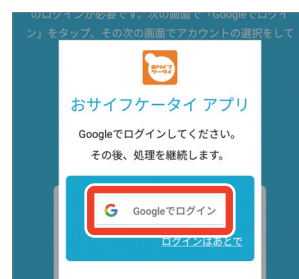 のログインが必要です。次の画面で「Googleでログイ
ン」をタップ、その次の画面でアカウントの選択をして
おサイフ
ケータイ
おサイフケータイ アプリ
Googleでログインしてください。
その後、処理を継続します。
G Googleでログイン
ログインはあとで